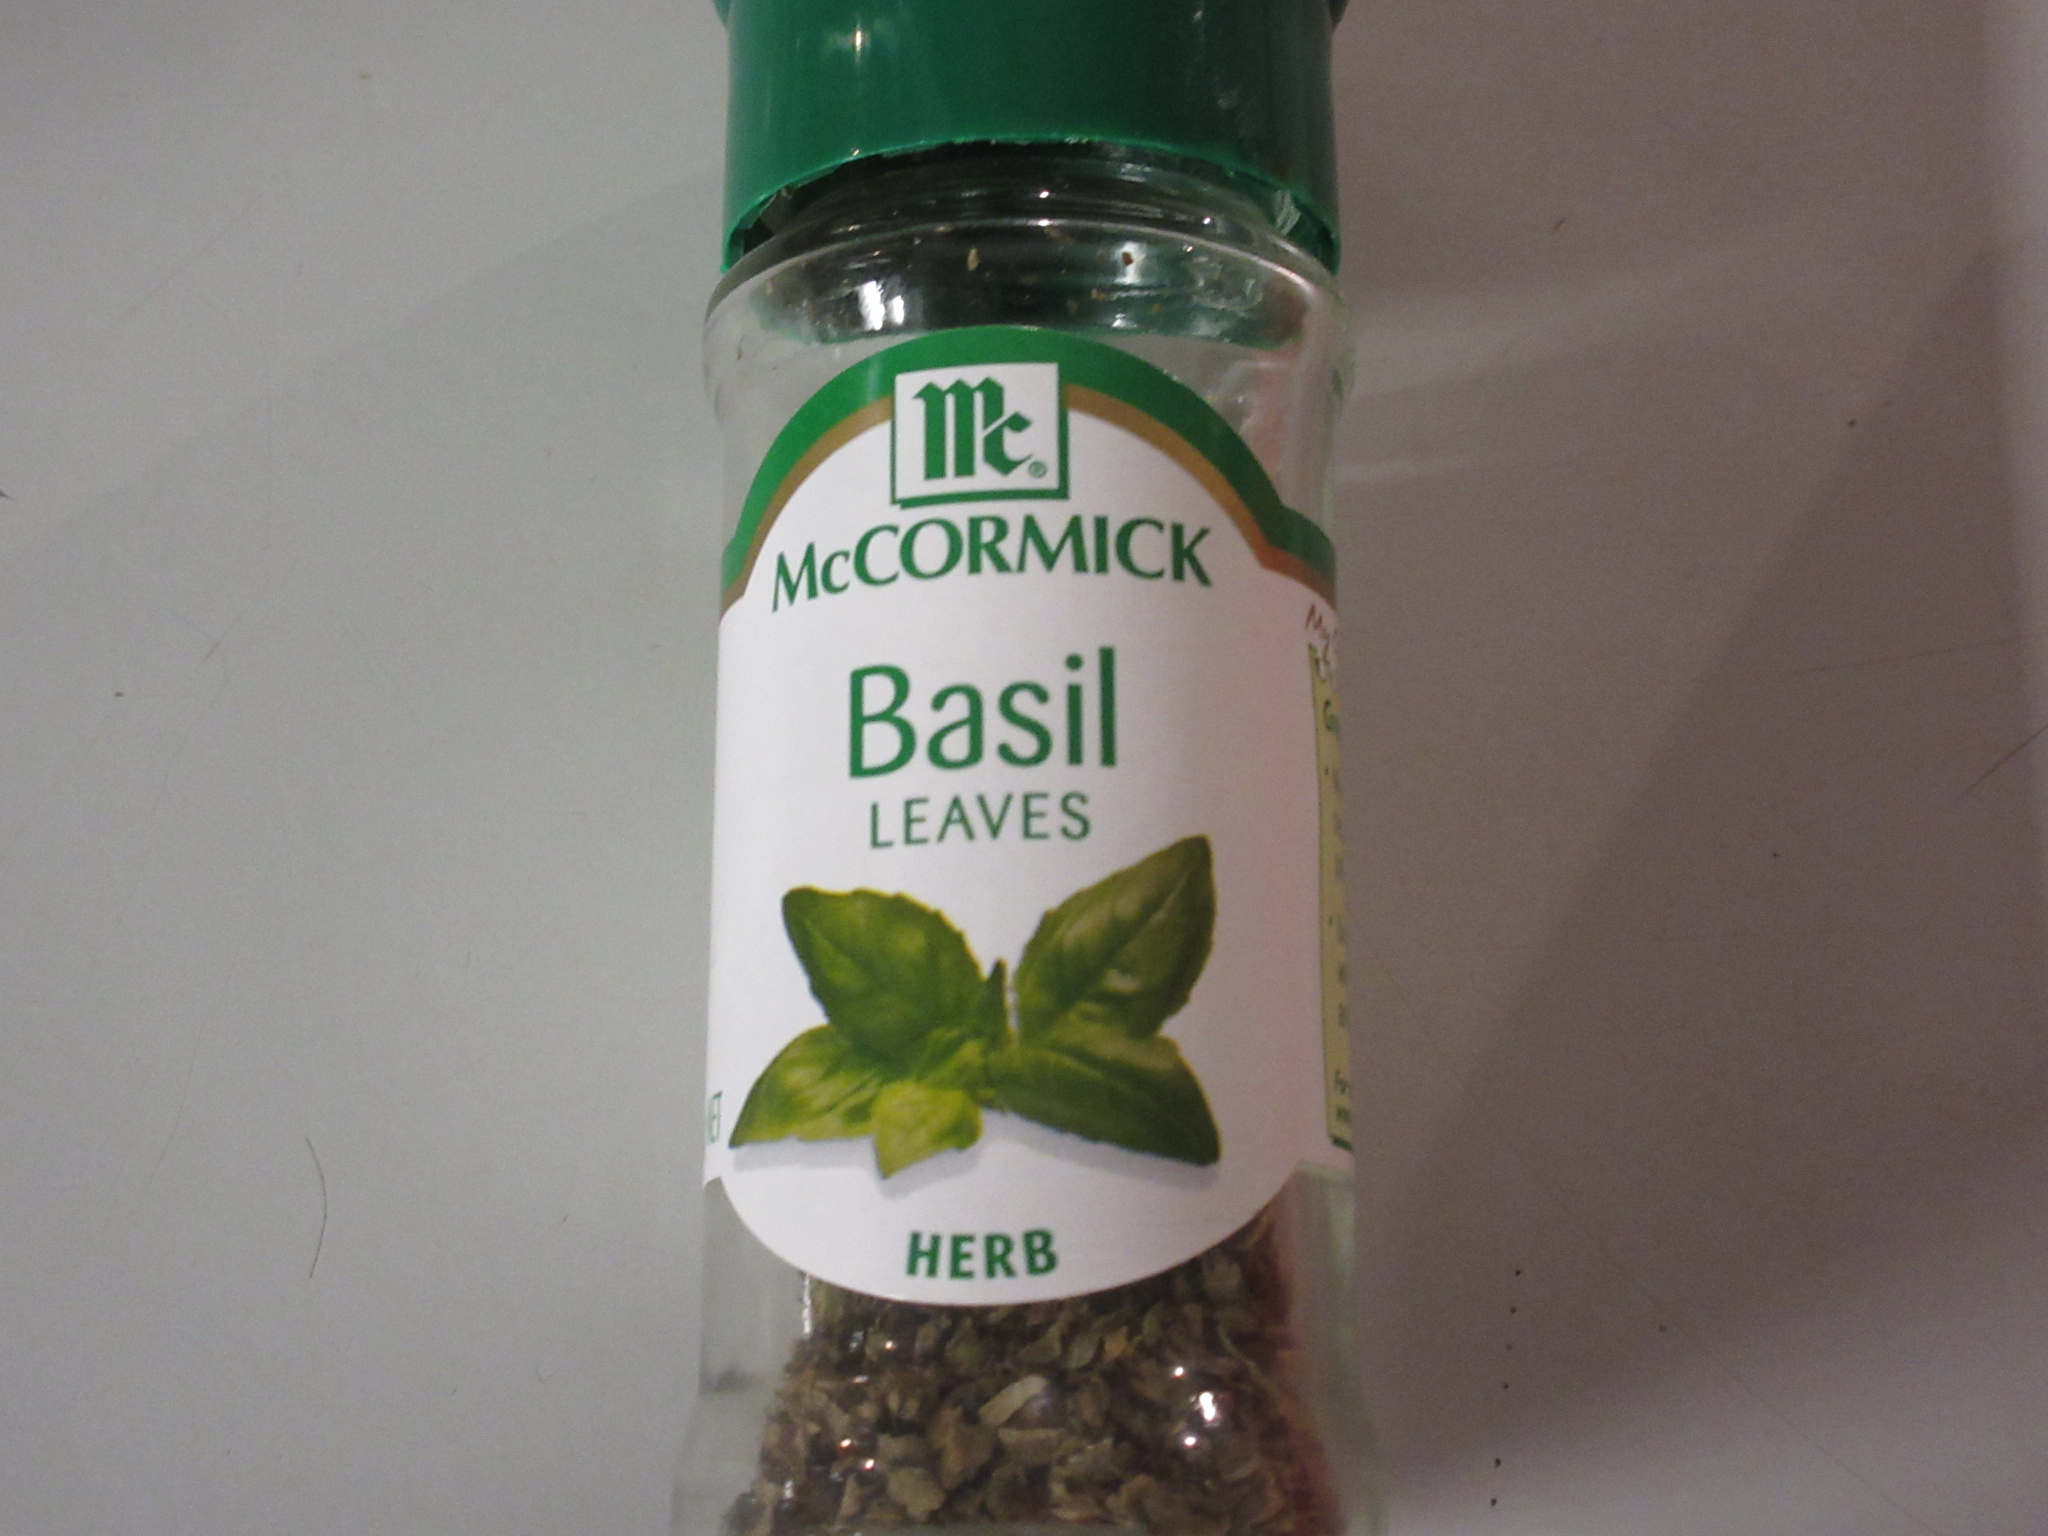 Mc®
McCORMICK
Basil
LEAVES
HERB